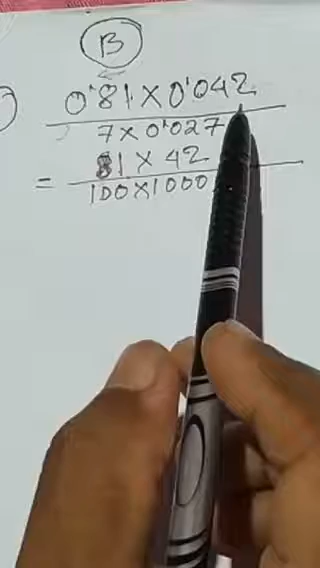 B
0.81 × 0.042
7 × 0.027
81 × 42
=
100 × 1000